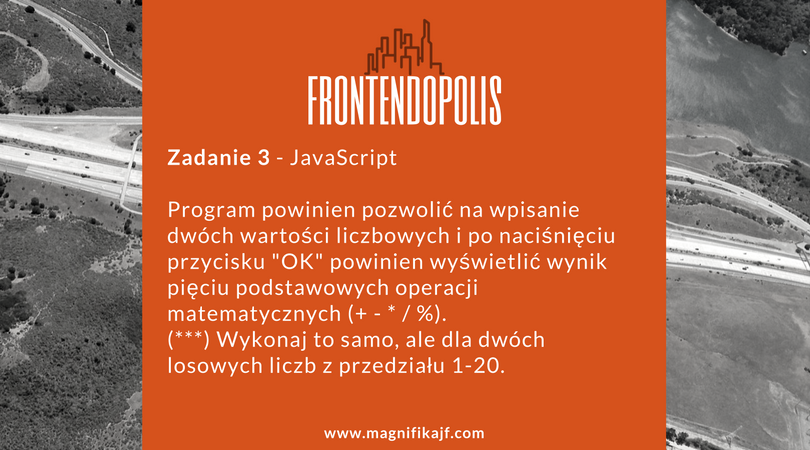 FRONTENDOPOLIS
Zadanie 3 - JavaScript
Program powinien pozwolić na wpisanie
dwóch wartości liczbowych i po naciśnięciu
przycisku "OK" powinien wyświetlić wynik
pięciu podstawowych operacji
matematycznych (+ - * / %).
(***) Wykonaj to samo, ale dla dwóch
losowych liczb z przedziału 1-20.
www.magnifikajf.com